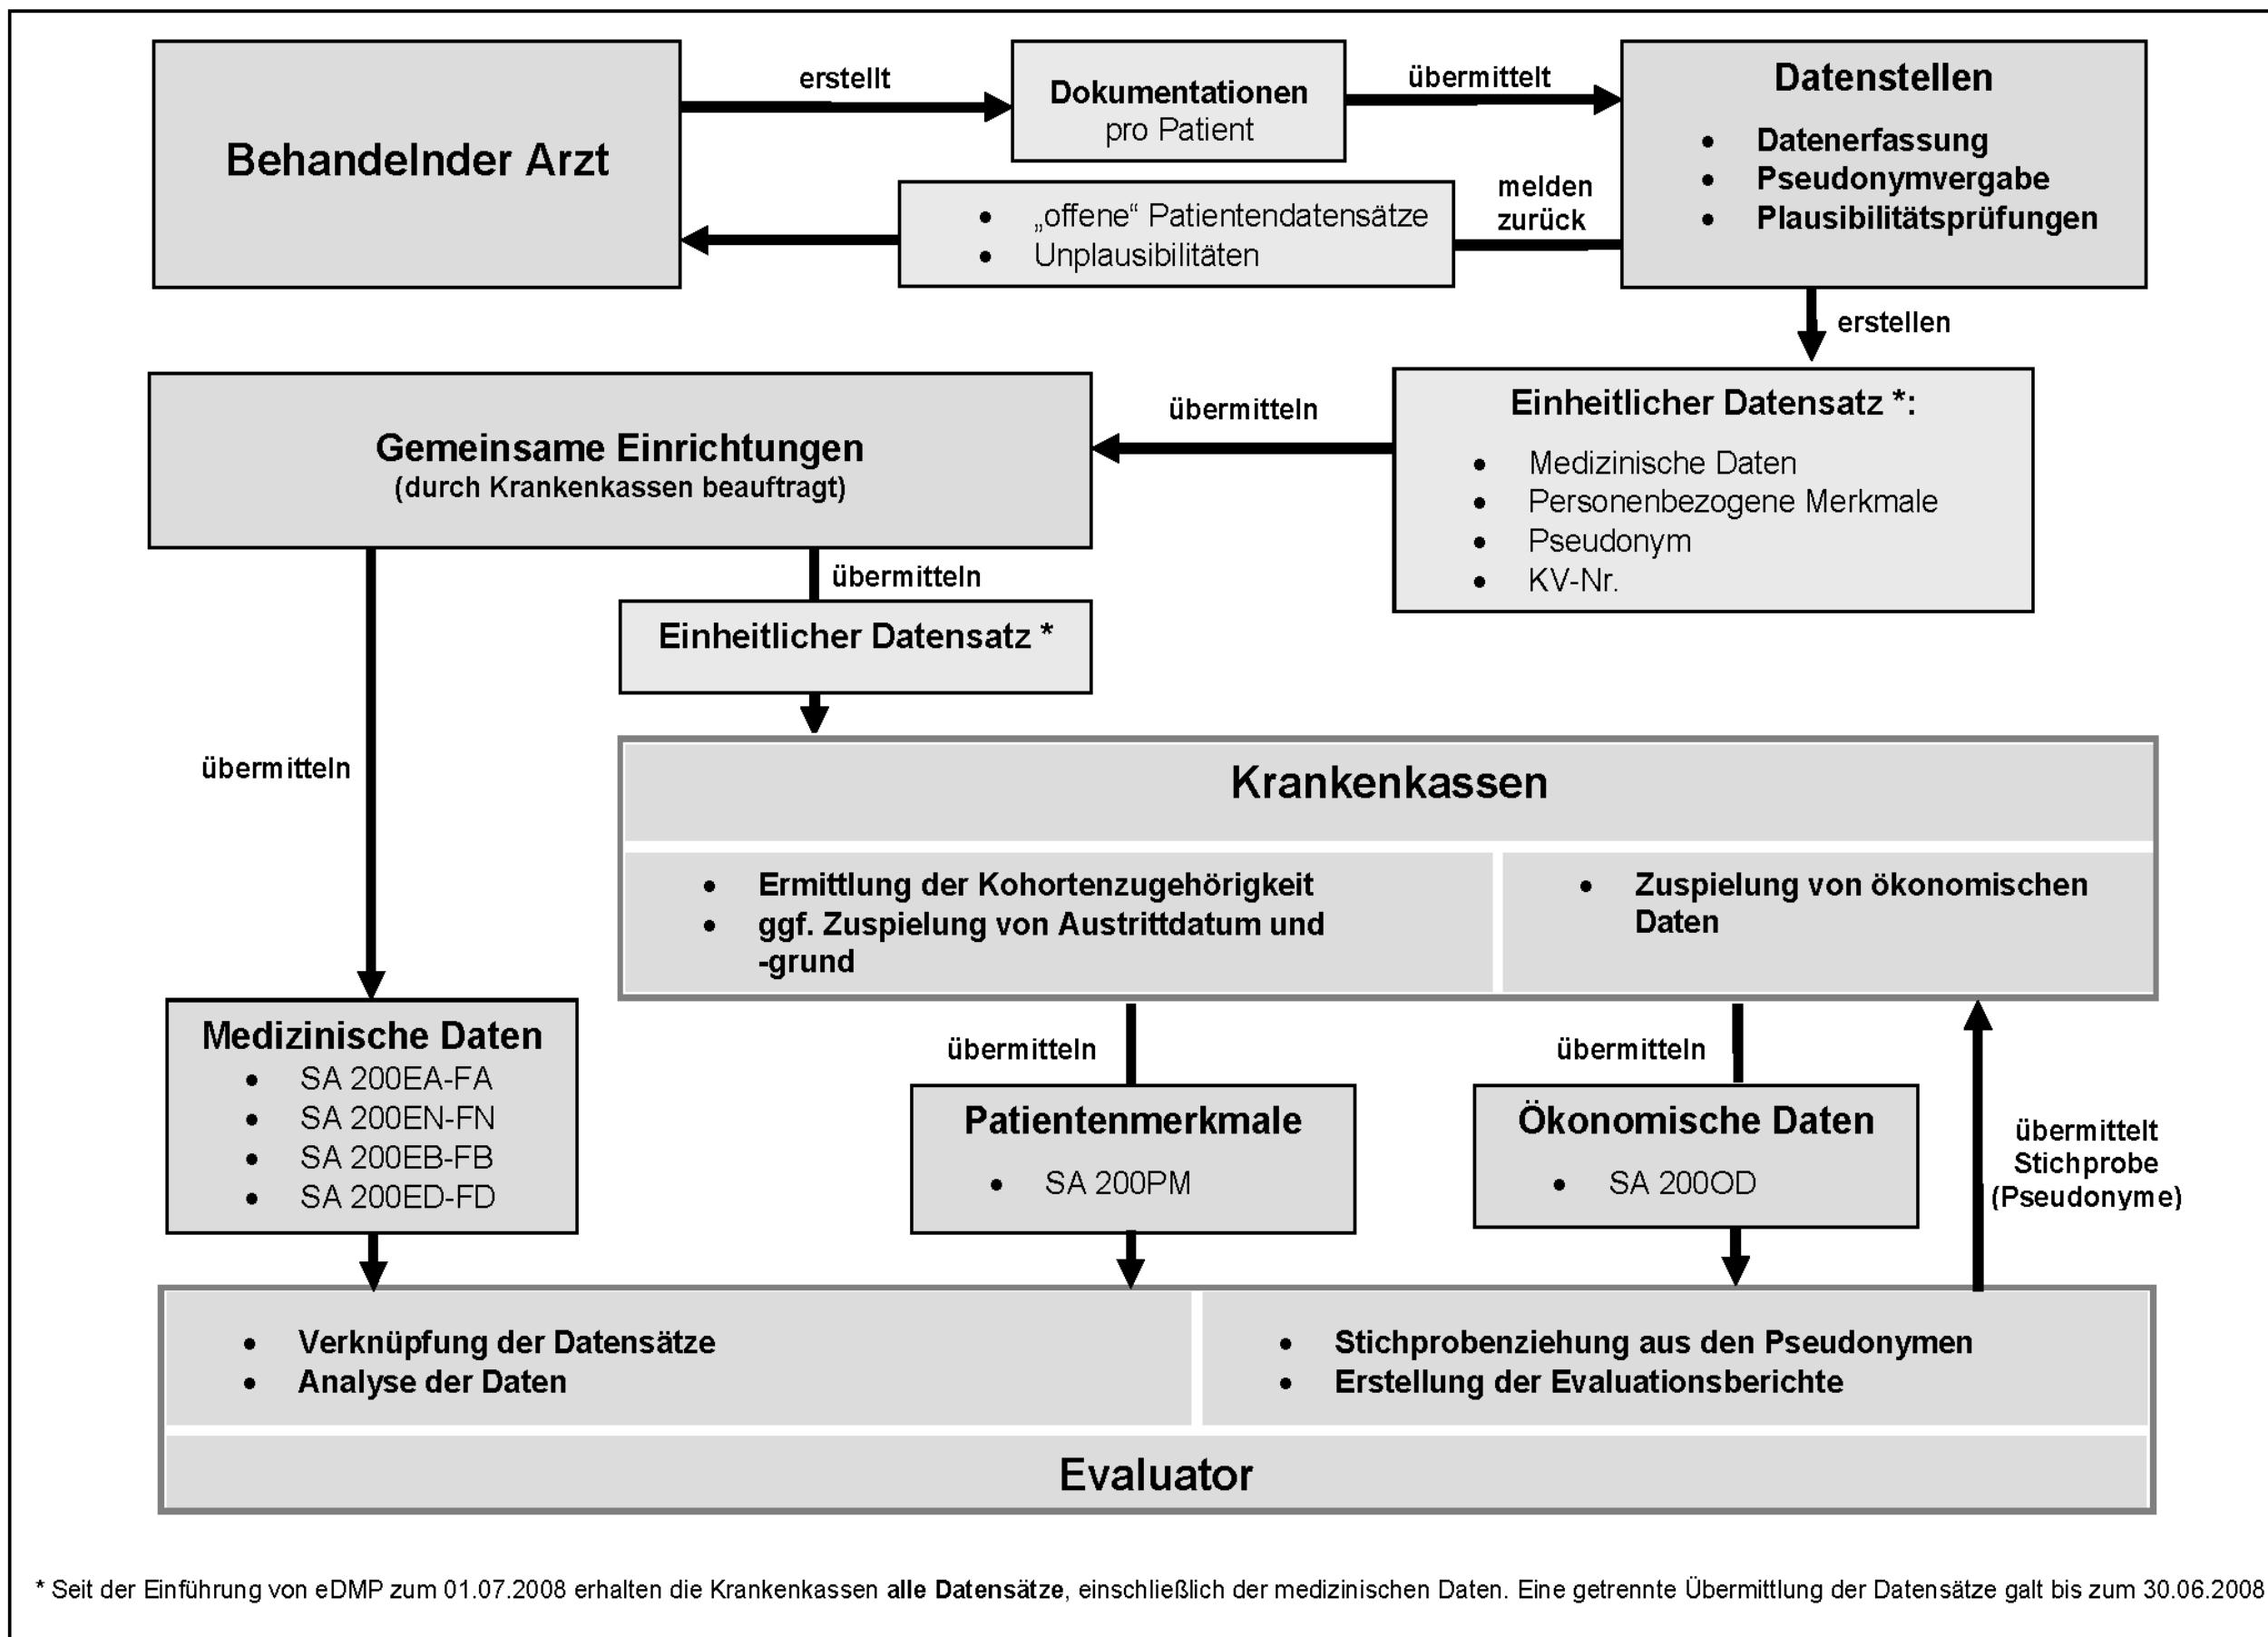 Behandelnder Arzt
erstellt
Dokumentationen
pro Patient
übermittelt
Datenstellen
• Datenerfassung
• Pseudonymvergabe
• Plausibilitätsprüfungen
melden
zurück
• „offene“ Patientendatensätze
• Unplausibilitäten
erstellen
Einheitlicher Datensatz *:
• Medizinische Daten
• Personenbezogene Merkmale
• Pseudonym
• KV-Nr.
übermitteln
Gemeinsame Einrichtungen
(durch Krankenkassen beauftragt)
übermitteln
Einheitlicher Datensatz *
übermitteln
Krankenkassen
• Ermittlung der Kohortenzugehörigkeit
• ggf. Zuspielung von Austrittdatum und
-grund
• Zuspielung von ökonomischen
Daten
Medizinische Daten
• SA 200EA-FA
• SA 200EN-FN
• SA 200EB-FB
• SA 200ED-FD
übermitteln
Patientenmerkmale
• SA 200PM
übermitteln
Ökonomische Daten
• SA 200OD
übermittelt
Stichprobe
(Pseudonyme)
• Verknüpfung der Datensätze
• Analyse der Daten
• Stichprobenziehung aus den Pseudonymen
• Erstellung der Evaluationsberichte
Evaluator
* Seit der Einführung von eDMP zum 01.07.2008 erhalten die Krankenkassen alle Datensätze, einschließlich der medizinischen Daten. Eine getrennte Übermittlung der Datensätze galt bis zum 30.06.2008